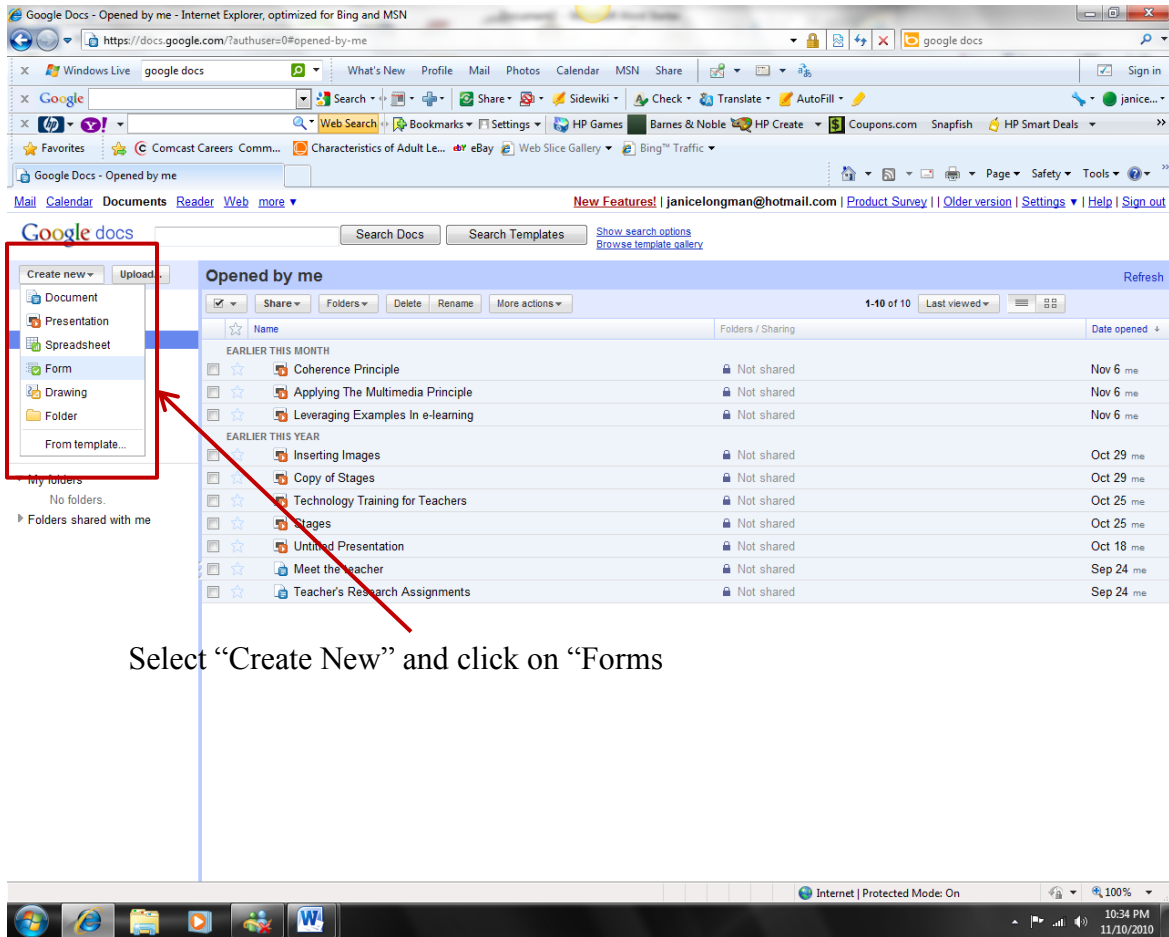 Google Docs - Opened by me - Internet Explorer, optimized for Bing and MSN
https://docs.google.com/?authuser=0#opened-by-me google docs
x Windows Live google docs What's New Profile Mail Photos Calendar MSN Share Sign in
x Google Search Share Sidewiki Check Translate AutoFill janice...
x hp Y! Web Search Bookmarks Settings HP Games Barnes & Noble HP Create Coupons.com Snapfish HP Smart Deals »
Favorites Comcast Careers Comm... Characteristics of Adult Le... eBay Web Slice Gallery Bing™ Traffic
Google Docs - Opened by me Page Safety Tools »
Mail Calendar Documents Reader Web more New Features! | janicelongman@hotmail.com | Product Survey | | Older version | Settings | Help | Sign out
Google docs Search Docs Search Templates Show search options
Browse template gallery
Create new Upload... Opened by me Refresh
Document Share Folders Delete Rename More actions 1-10 of 10 Last viewed
Presentation Name Folders / Sharing Date opened
Spreadsheet EARLIER THIS MONTH
Form Coherence Principle Not shared Nov 6 me
Drawing Applying The Multimedia Principle Not shared Nov 6 me
Folder Leveraging Examples In e-learning Not shared Nov 6 me
EARLIER THIS YEAR
From template... Inserting Images Not shared Oct 29 me
My folders Copy of Stages Not shared Oct 29 me
No folders. Technology Training for Teachers Not shared Oct 25 me
Folders shared with me Stages Not shared Oct 25 me
Untitled Presentation Not shared Oct 18 me
Meet the teacher Not shared Sep 24 me
Teacher's Research Assignments Not shared Sep 24 me
Select “Create New” and click on “Forms
Internet | Protected Mode: On 100%
10:34 PM
11/10/2010